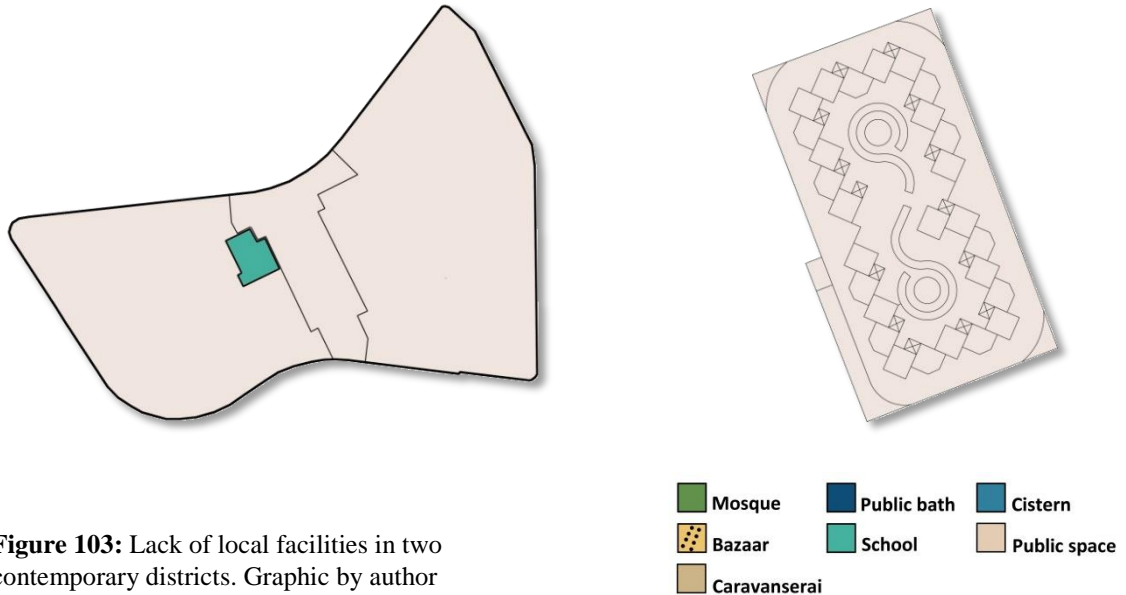 Mosque
Public bath
Cistern
Bazaar
School
Public space
Caravanserai
Figure 103: Lack of local facilities in two
contemporary districts. Graphic by author